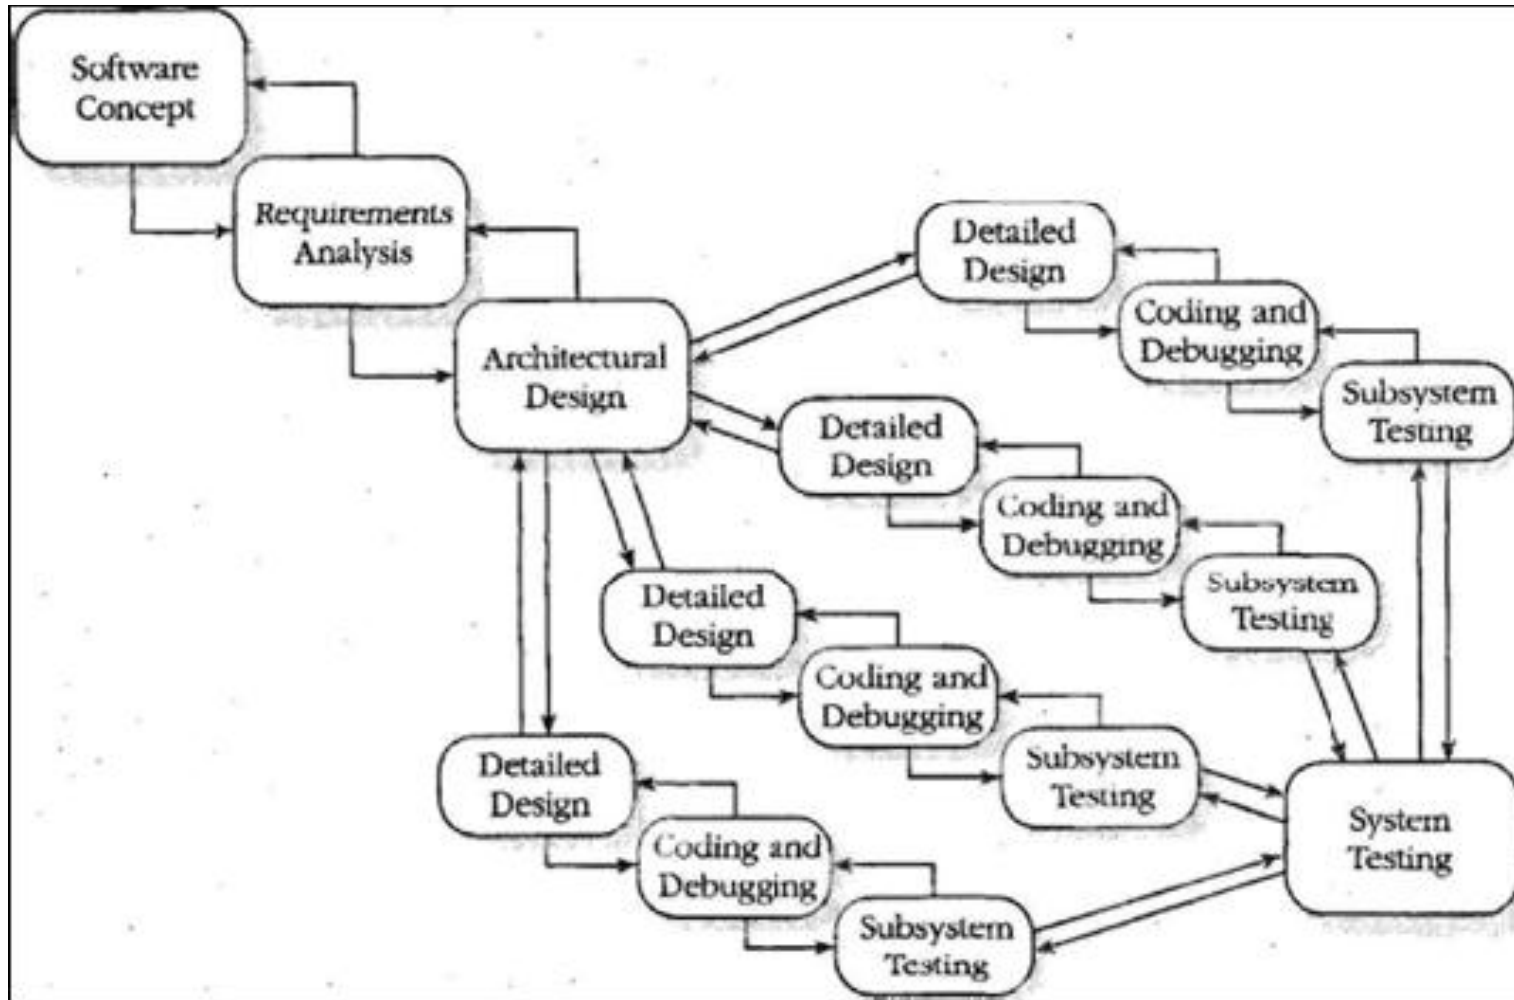 Software
Concept
Requirements
Analysis
Architectural
Design
Detailed
Design
Coding and
Debugging
Subsystem
Testing
Detailed
Design
Coding and
Debugging
Subsystem
Testing
Detailed
Design
Coding and
Debugging
Subsystem
Testing
Detailed
Design
Coding and
Debugging
Subsystem
Testing
System
Testing